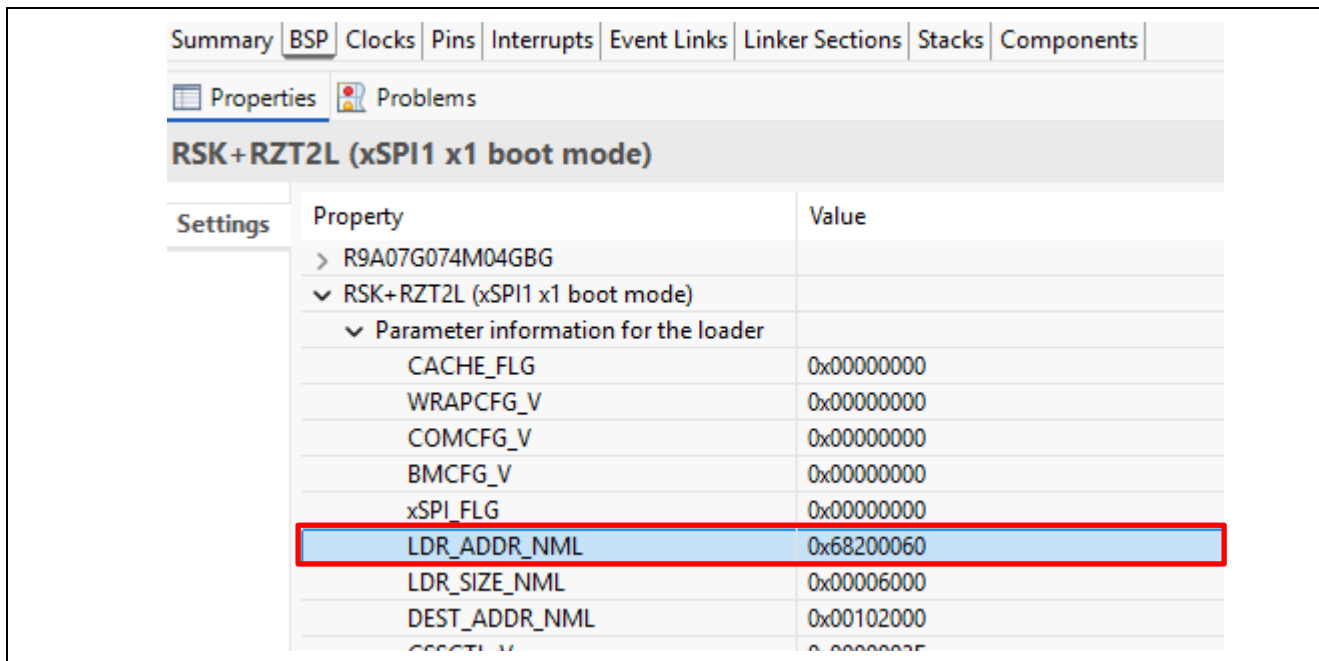 Summary BSP Clocks Pins Interrupts Event Links Linker Sections Stacks Components
Properties Problems
RSK+RZT2L (xSPI1 x1 boot mode)
Settings Property Value
R9A07G074M04GBG
RSK+RZT2L (xSPI1 x1 boot mode)
Parameter information for the loader
CACHE_FLG 0x00000000
WRAPCFG_V 0x00000000
COMCFG_V 0x00000000
BMCFG_V 0x00000000
xSPI_FLG 0x00000000
LDR_ADDR_NML 0x68200060
LDR_SIZE_NML 0x00006000
DEST_ADDR_NML 0x00102000